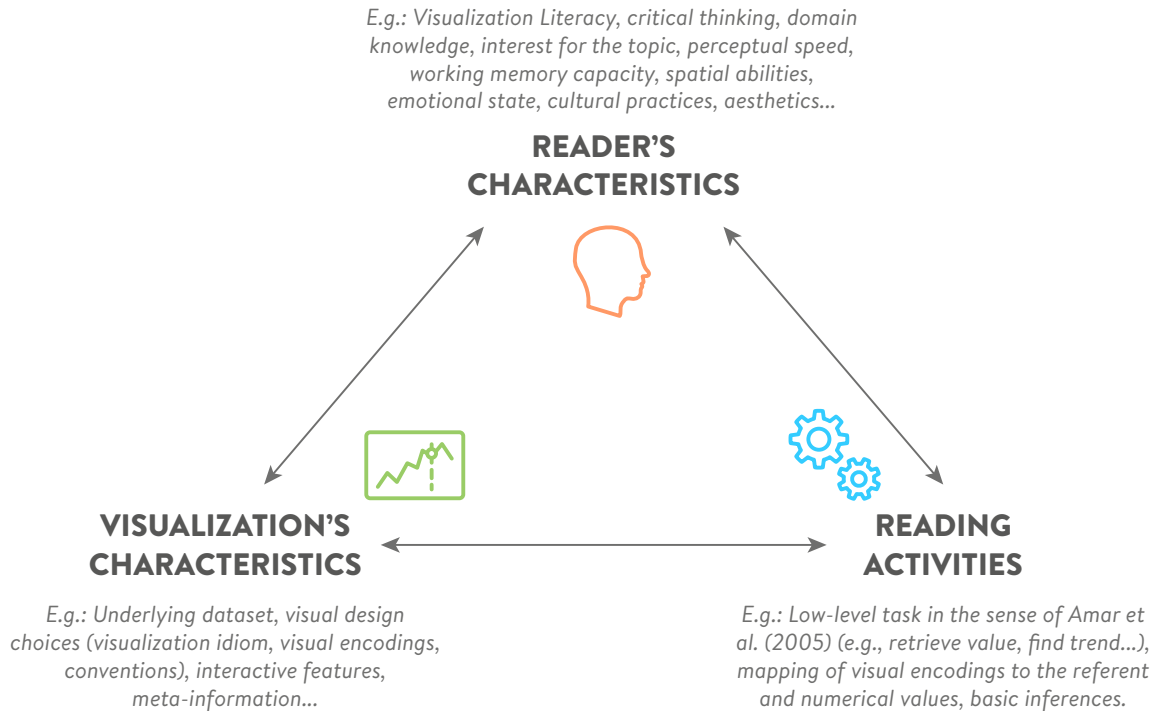 E.g.: Visualization Literacy, critical thinking, domain
knowledge, interest for the topic, perceptual speed,
working memory capacity, spatial abilities,
emotional state, cultural practices, aesthetics...
READER’S
CHARACTERISTICS
VISUALIZATION’S
CHARACTERISTICS
E.g.: Underlying dataset, visual design
choices (visualization idiom, visual encodings,
conventions), interactive features,
meta-information...
READING
ACTIVITIES
E.g.: Low-level task in the sense of Amar et
al. (2005) (e.g., retrieve value, find trend...),
mapping of visual encodings to the referent
and numerical values, basic inferences.